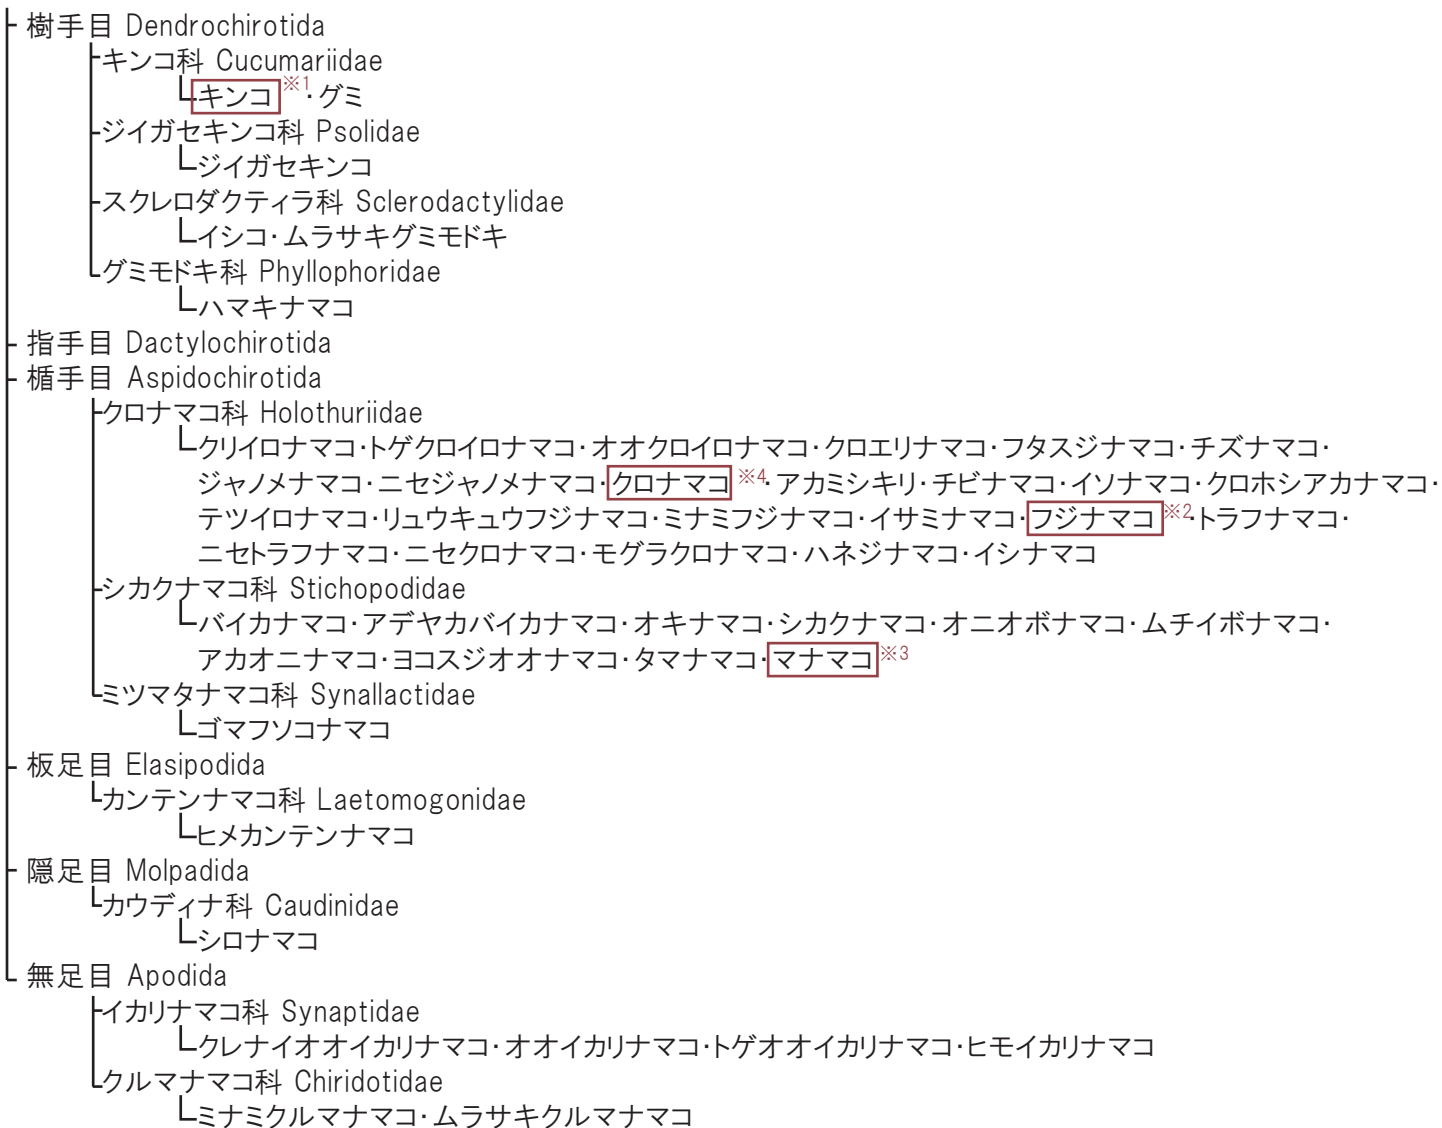 樹手目 Dendrochirotida
キンコ科 Cucumariidae
キンコ※1・グミ
ジイガセキンコ科 Psolidae
ジイガセキンコ
スクレロダクティラ科 Sclerodactylidae
イシコ・ムラサキグミモドキ
グミモドキ科 Phyllophoridae
ハマキナマコ
指手目 Dactylochirotida
楯手目 Aspidochirotida
クロナマコ科 Holothuriidae
クリイロナマコ・トゲクロイロナマコ・オオクロイロナマコ・クロエリナマコ・フタスジナマコ・チズナマコ・
ジャノメナマコ・ニセジャノメナマコ・クロナマコ※4・アカミシキリ・チビナマコ・イソナマコ・クロホシアカナマコ・
テツイロナマコ・リュウキュウフジナマコ・ミナミフジナマコ・イサミナマコ・フジナマコ※2・トラフナマコ・
ニセトラフナマコ・ニセクロナマコ・モグラクロナマコ・ハネジナマコ・イシナマコ
シカクナマコ科 Stichopodidae
バイカナマコ・アデヤカバイカナマコ・オキナマコ・シカクナマコ・オニオボナマコ・ムチイボナマコ・
アカオニナマコ・ヨコスジオオナマコ・タマナマコ・マナマコ※3
ミツマタナマコ科 Synallactidae
ゴマフソコナマコ
板足目 Elasipodida
カンテンナマコ科 Laetomogonidae
ヒメカンテンナマコ
隠足目 Molpadida
カウディナ科 Caudinidae
シロナマコ
無足目 Apodida
イカリナマコ科 Synaptidae
クレナイオオイカリナマコ・オオイカリナマコ・トゲオオイカリナマコ・ヒモイカリナマコ
クルマナマコ科 Chiridotidae
ミナミクルマナマコ・ムラサキクルマナマコ